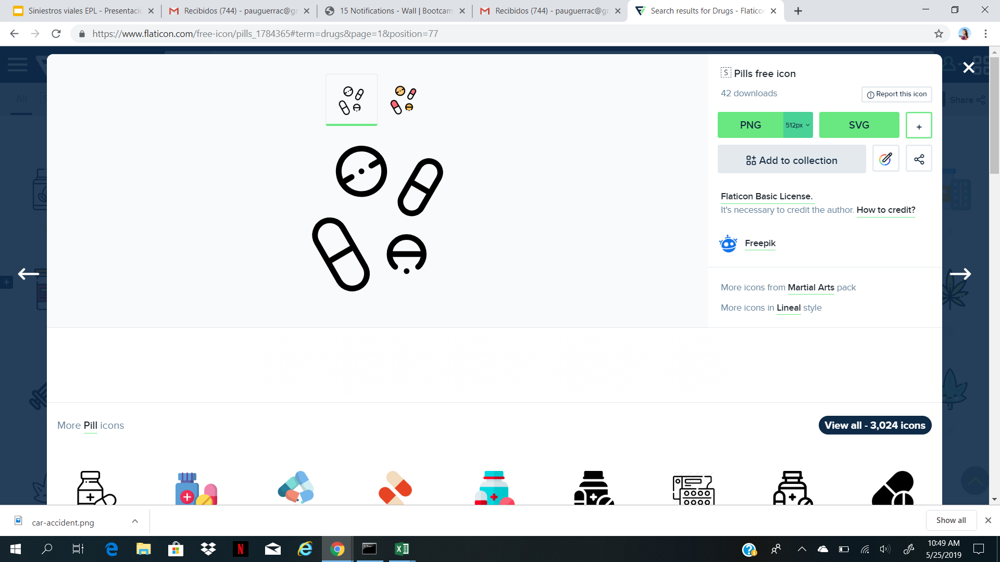 Siniestros viales EPL - Presentació
Recibidos (744) - pauguerrac@gm
15 Notifications - Wall | Bootcam
Recibidos (744) - pauguerrac@gm
Search results for Drugs - Flaticon
https://www.flaticon.com/free-icon/pills_1784365#term=drugs&page=1&position=77
All
Share
S Pills free icon
42 downloads
Report this icon
PNG 512px SVG +
Add to collection
Flaticon Basic License.
It's necessary to credit the author. How to credit?
Freepik
More icons from Martial Arts pack
More icons in Lineal style
More Pill icons
View all - 3,024 icons
car-accident.png
Show all
10:49 AM
5/25/2019